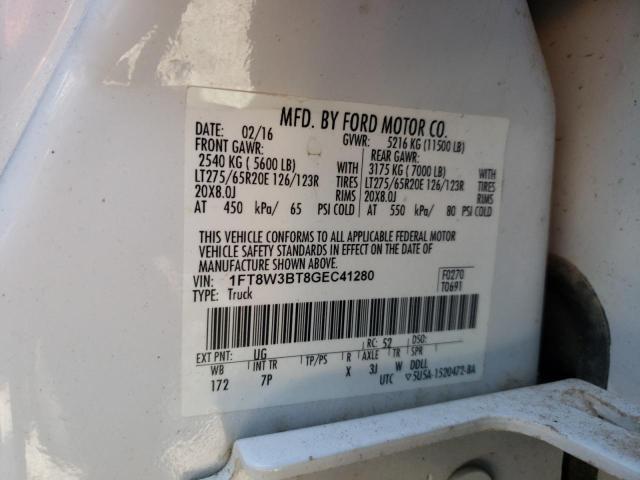 MFD. BY FORD MOTOR CO.
DATE: 02/16 GVWR: 5216 KG (11500 LB)
FRONT GAWR: REAR GAWR:
2540 KG ( 5600 LB) 3175 KG ( 7000 LB)
LT275/65R20E 126/123R TIRES LT275/65R20E 126/123R TIRES
20X8.0J RIMS 20X8.0J RIMS
AT 450 kPa/ 65 PSI COLD AT 550 kPa/ 80 PSI COLD
THIS VEHICLE CONFORMS TO ALL APPLICABLE FEDERAL MOTOR
VEHICLE SAFETY STANDARDS IN EFFECT ON THE DATE OF
MANUFACTURE SHOWN ABOVE.
VIN: 1FT8W3BT8GEC41280 F0270
TYPE: Truck T0691
EXT PNT: UG RC: 52 DSO:
WB INT TR TP/PS R AXLE TR SPR
172 7P X 3J W DDLL
UTC ▽5U5A-1520472-BA